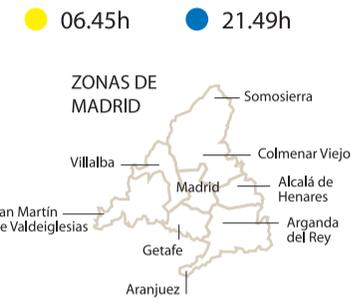 06.45h
21.49h
ZONAS DE
MADRID
Somosierra
Colmenar Viejo
Villalba
Madrid
Alcalá de
Henares
an Martín
e Valdeiglesias
Arganda
del Rey
Getafe
Aranjuez